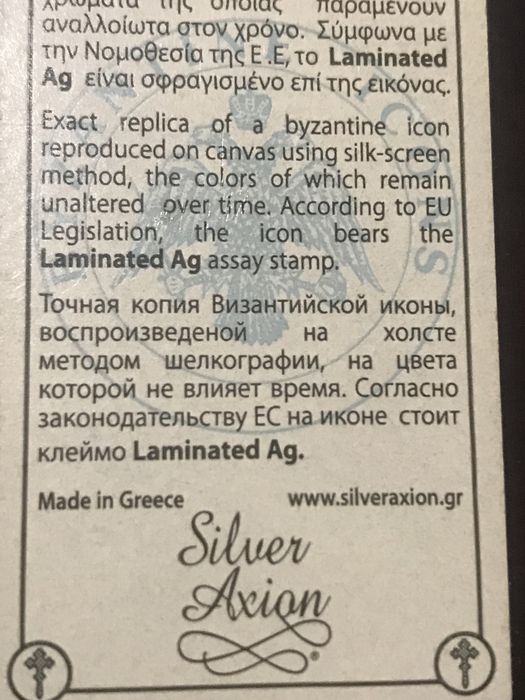 χρώματα της οποίας παραμένουν
αναλλοίωτα στον χρόνο. Σύμφωνα με
την Νομοθεσία της Ε.Ε, το Laminated
Ag είναι σφραγισμένο επί της εικόνας.
Exact replica of a byzantine icon
reproduced on canvas using silk-screen
method, the colors of which remain
unaltered over time. According to EU
Legislation, the icon bears the
Laminated Ag assay stamp.
Точная копия Византийской иконы,
воспроизведеной на холсте
методом шелкографии, на цвета
которой не влияет время. Согласно
законодательству ЕС на иконе стоит
клеймо Laminated Ag.
Made in Greece www.silveraxion.gr
Silver
Axion
®